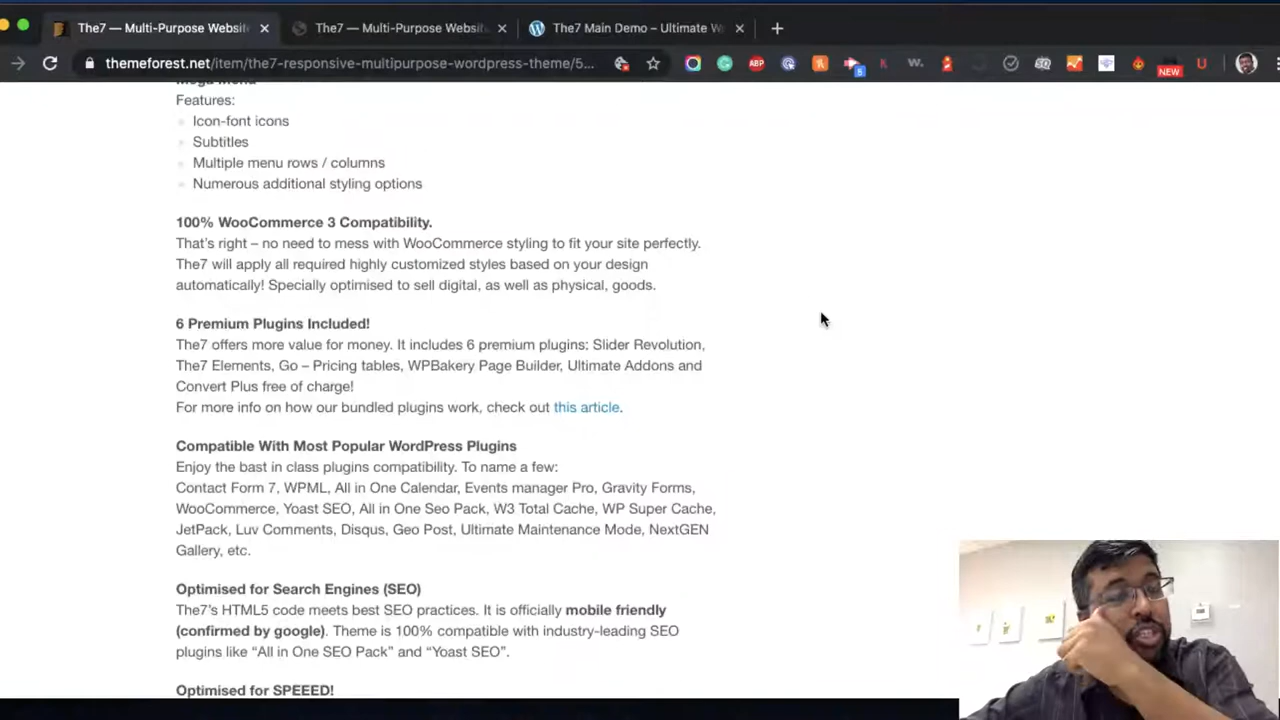 The7 — Multi-Purpose Websit
The7 — Multi-Purpose Websit
The7 Main Demo – Ultimate W
themeforest.net/item/the7-responsive-multipurpose-wordpress-theme/5...
ABP
6
w.
NEW
Mega Menu
Features:
Icon-font icons
Subtitles
Multiple menu rows / columns
Numerous additional styling options
100% WooCommerce 3 Compatibility.
That's right – no need to mess with WooCommerce styling to fit your site perfectly.
The7 will apply all required highly customized styles based on your design
automatically! Specially optimised to sell digital, as well as physical, goods.
6 Premium Plugins Included!
The7 offers more value for money. It includes 6 premium plugins: Slider Revolution,
The7 Elements, Go – Pricing tables, WPBakery Page Builder, Ultimate Addons and
Convert Plus free of charge!
For more info on how our bundled plugins work, check out this article.
Compatible With Most Popular WordPress Plugins
Enjoy the bast in class plugins compatibility. To name a few:
Contact Form 7, WPML, All in One Calendar, Events manager Pro, Gravity Forms,
WooCommerce, Yoast SEO, All in One Seo Pack, W3 Total Cache, WP Super Cache,
JetPack, Luv Comments, Disqus, Geo Post, Ultimate Maintenance Mode, NextGEN
Gallery, etc.
Optimised for Search Engines (SEO)
The7's HTML5 code meets best SEO practices. It is officially mobile friendly
(confirmed by google). Theme is 100% compatible with industry-leading SEO
plugins like “All in One SEO Pack” and “Yoast SEO”.
Optimised for SPEEED!